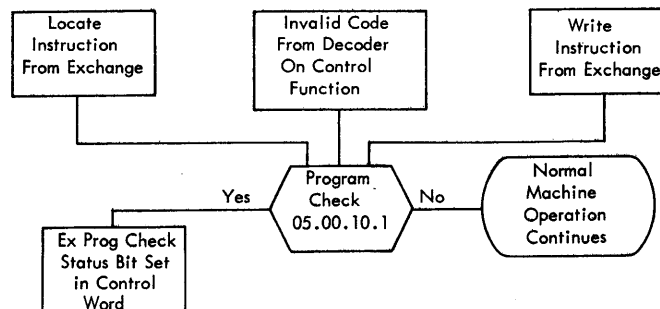 Locate
Instruction
From Exchange
Invalid Code
From Decoder
On Control
Function
Write
Instruction
From Exchange
Yes
Program
Check
05.00.10.1
No
Normal
Machine
Operation
Continues
Ex Prog Check
Status Bit Set
in Control
Word